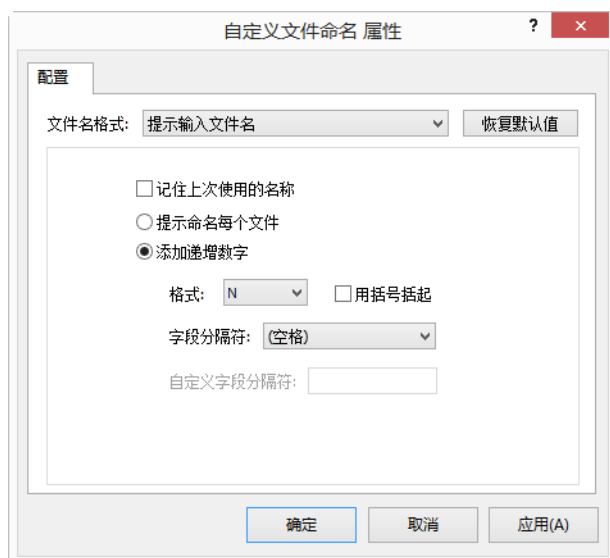 自定义文件命名 属性 ? ×
配置
文件名格式: 提示输入文件名 恢复默认值
记住上次使用的名称
提示命名每个文件
添加递增数字
格式: N 用括号括起
字段分隔符: (空格)
自定义字段分隔符:
确定 取消 应用(A)